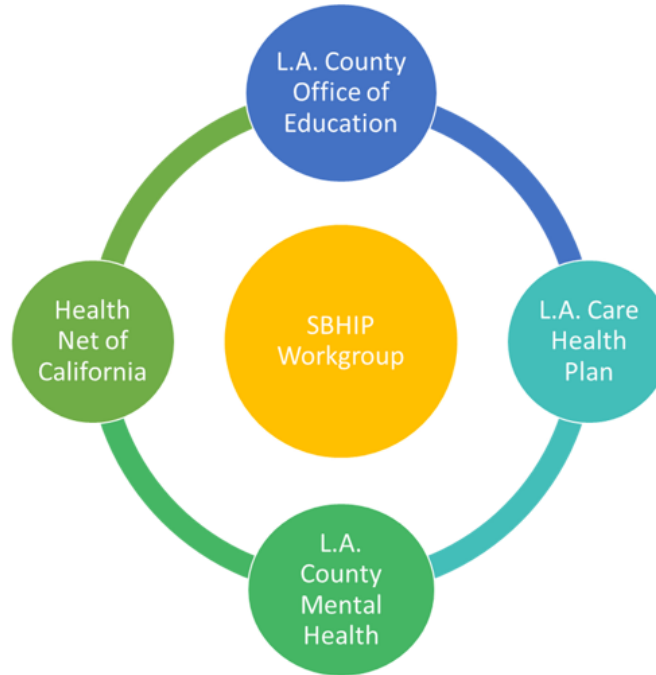 L.A. County
Office of
Education
Health
Net of
California
SBHIP
Workgroup
L.A. Care
Health
Plan
L.A.
County
Mental
Health